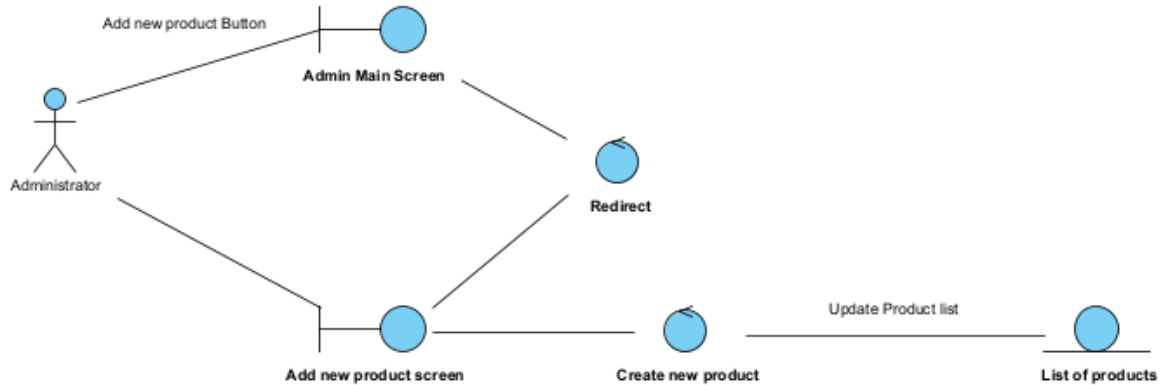 Add new product Button
Admin Main Screen
Administrator
Redirect
Update Product list
Add new product screen
Create new product
List of products